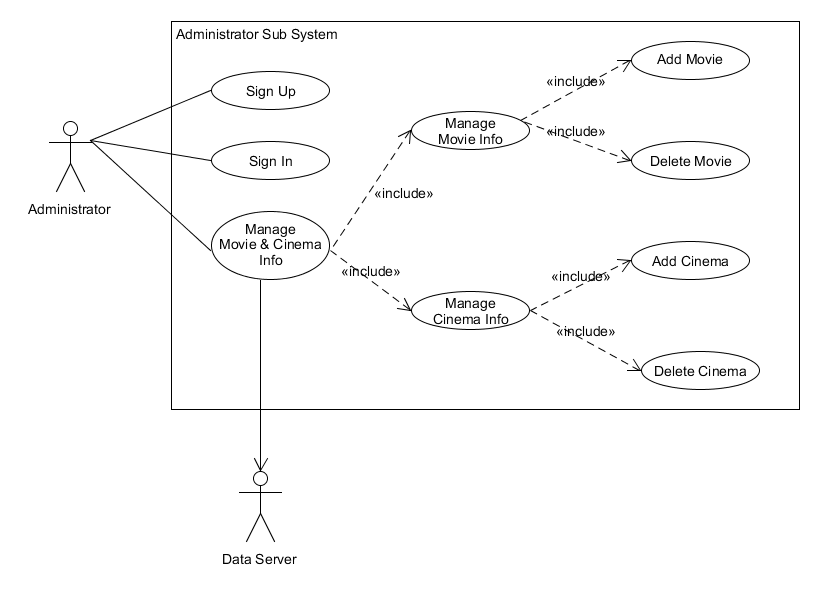 Administrator Sub System
Add Movie
«include»
Sign Up
Manage
Movie Info
«include»
Sign In
Delete Movie
Administrator
«include»
Manage
Movie & Cinema
Info
«include»
Add Cinema
«include»
Manage
Cinema Info
«include»
Delete Cinema
Data Server